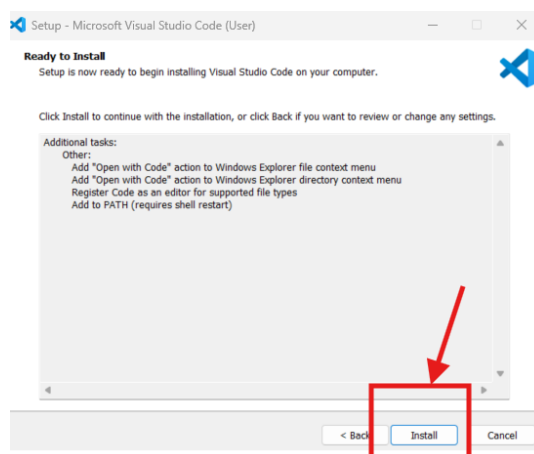 Setup - Microsoft Visual Studio Code (User)
Ready to Install
Setup is now ready to begin installing Visual Studio Code on your computer.
Click Install to continue with the installation, or click Back if you want to review or change any settings.
Additional tasks:
Other:
Add "Open with Code" action to Windows Explorer file context menu
Add "Open with Code" action to Windows Explorer directory context menu
Register Code as an editor for supported file types
Add to PATH (requires shell restart)
< Back
Install
Cancel